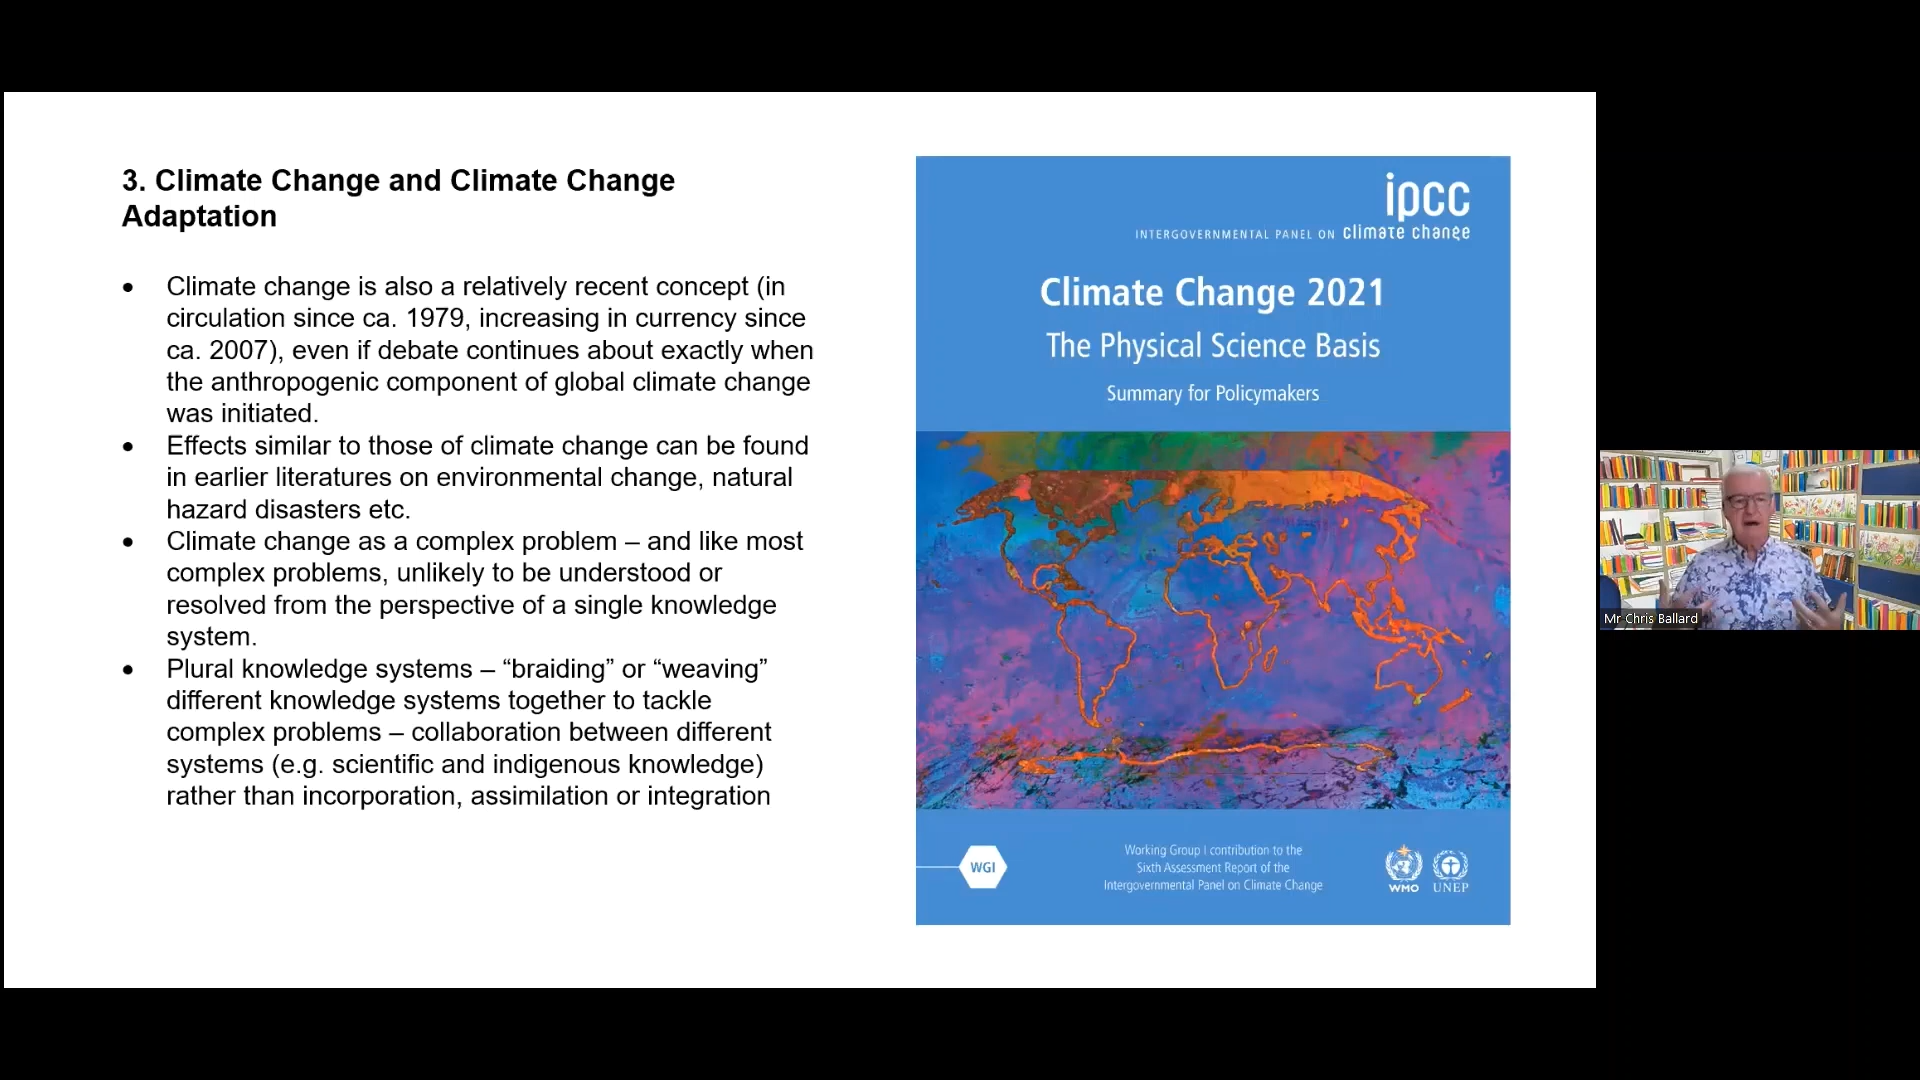 3. Climate Change and Climate Change
Adaptation
• Climate change is also a relatively recent concept (in
circulation since ca. 1979, increasing in currency since
ca. 2007), even if debate continues about exactly when
the anthropogenic component of global climate change
was initiated.
• Effects similar to those of climate change can be found
in earlier literatures on environmental change, natural
hazard disasters etc.
• Climate change as a complex problem – and like most
complex problems, unlikely to be understood or
resolved from the perspective of a single knowledge
system.
• Plural knowledge systems – “braiding” or “weaving”
different knowledge systems together to tackle
complex problems – collaboration between different
systems (e.g. scientific and indigenous knowledge)
rather than incorporation, assimilation or integration
ipcc
INTERGOVERNMENTAL PANEL ON climate change
Climate Change 2021
The Physical Science Basis
Summary for Policymakers
WGI
Working Group I contribution to the
Sixth Assessment Report of the
Intergovernmental Panel on Climate Change
WMO
UNEP
Mr Chris Ballard